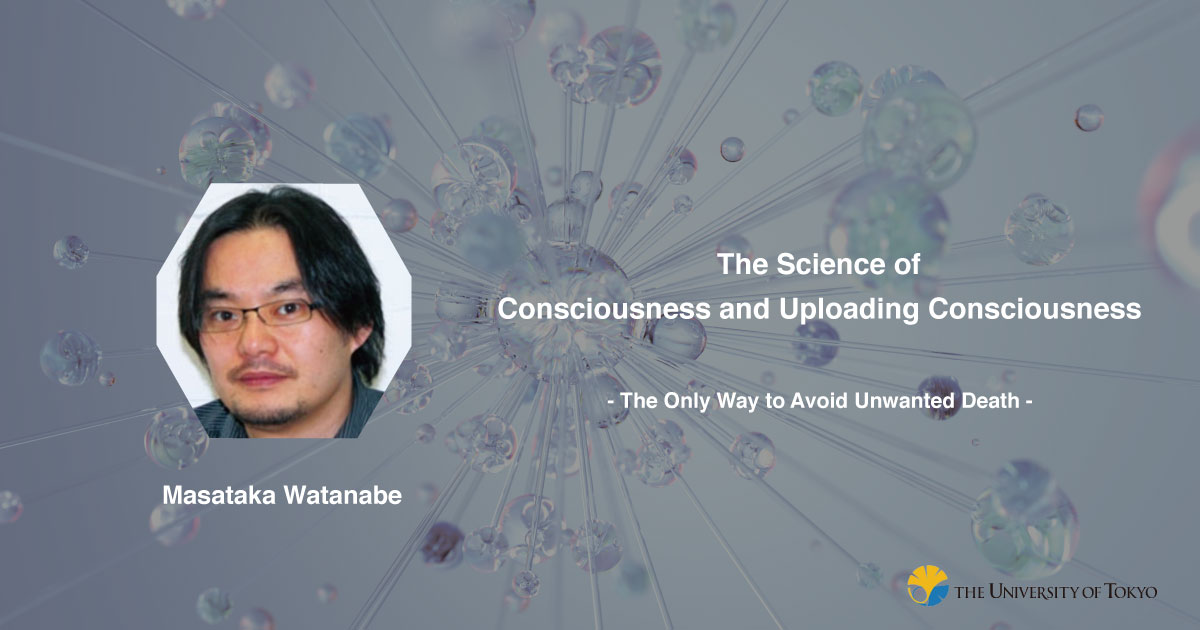 The Science of
Consciousness and Uploading Consciousness
- The Only Way to Avoid Unwanted Death -
Masataka Watanabe
THE UNIVERSITY OF TOKYO